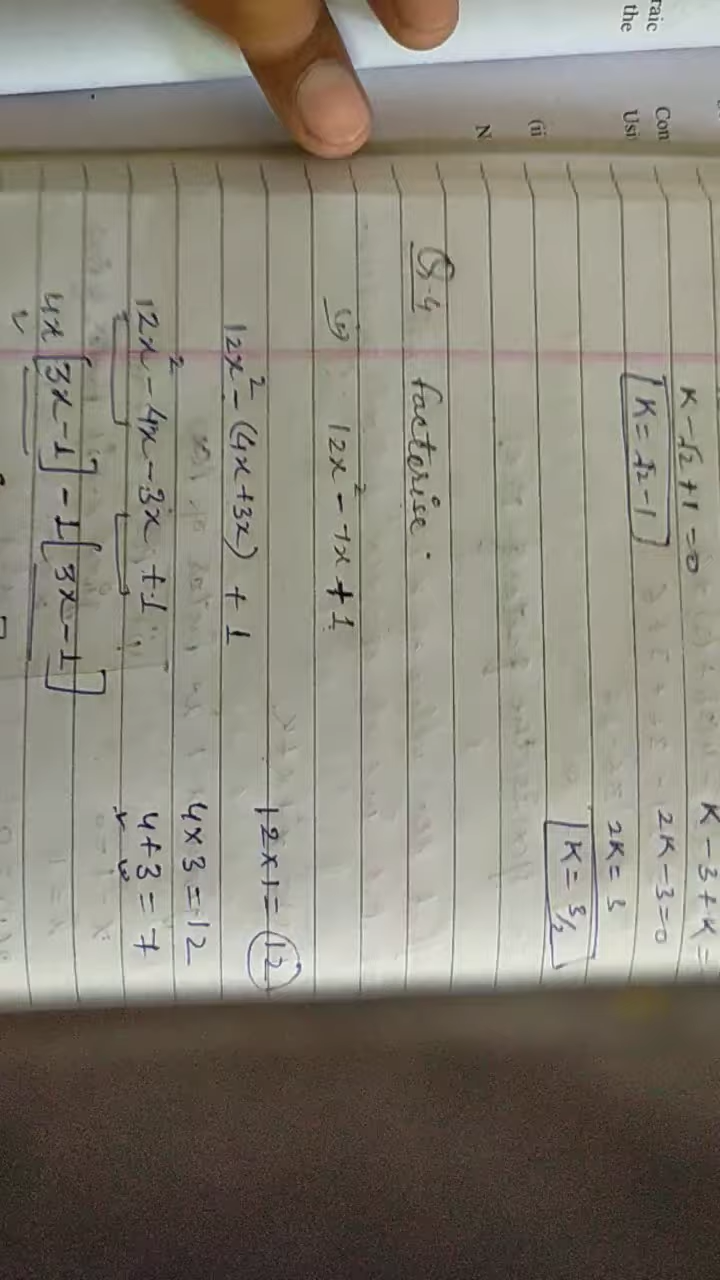 raic
the
Con
Usi
(ii
N
K - 3 + K =
K - √2 + 1 = 0
2K - 3 = 0
K = √2 - 1
2K = 3
K = 3/2
Q-4 factorise:
(i) 12x² - 7x + 1
12x² - (4x + 3x) + 1
12 × 1 = 12
4 × 3 = 12
12x² - 4x - 3x + 1
4 + 3 = 7
4x [3x - 1] - 1 [3x - 1]